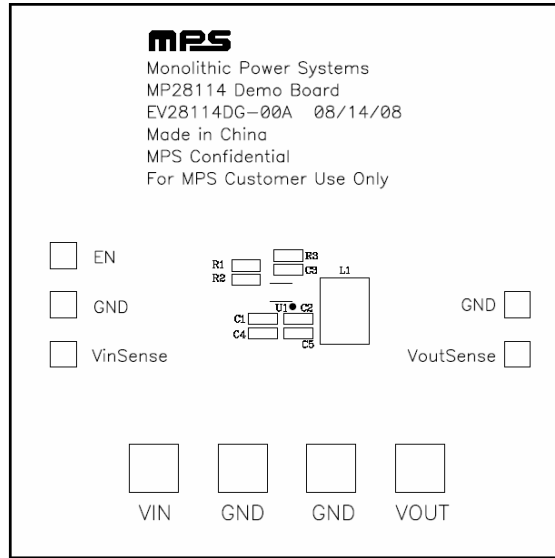 mps
Monolithic Power Systems
MP28114 Demo Board
EV28114DG-00A 08/14/08
Made in China
MPS Confidential
For MPS Customer Use Only
EN
GND
VinSense
R1
R2
R3
C3
L1
U1 C2
C1
C4
C5
GND
VoutSense
VIN GND GND VOUT